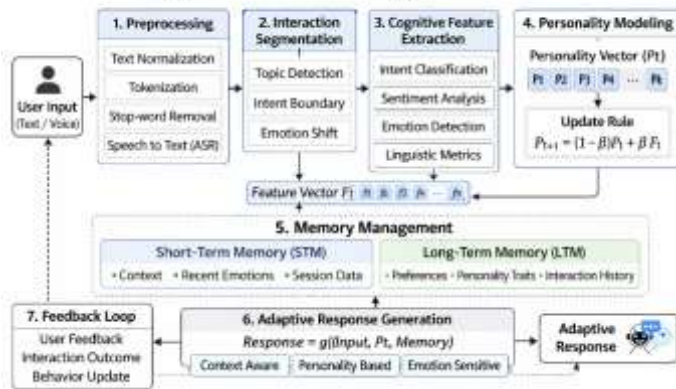 1. Preprocessing
Text Normalization
Tokenization
Stop-word Removal
Speech to Text (ASR)
2. Interaction
Segmentation
Topic Detection
Intent Boundary
Emotion Shift
3. Cognitive Feature
Extraction
Intent Classification
Sentiment Analysis
Emotion Detection
Linguistic Metrics
4. Personality Modeling
Personality Vector (Pt)
P1 P2 P3 P4 ...
Update Rule
P_{t+1} = (1-β)P_t + β F_t
User Input
(Text / Voice)
Feature Vector F
5. Memory Management
Short-Term Memory (STM)
• Context • Recent Emotions • Session Data
Long-Term Memory (LTM)
• Preferences • Personality Traits • Interaction History
7. Feedback Loop
User Feedback
Interaction Outcome
Behavior Update
6. Adaptive Response Generation
Response = g((Input, Pt, Memory)
Context Aware
Personality Based
Emotion Sensitive
Adaptive
Response